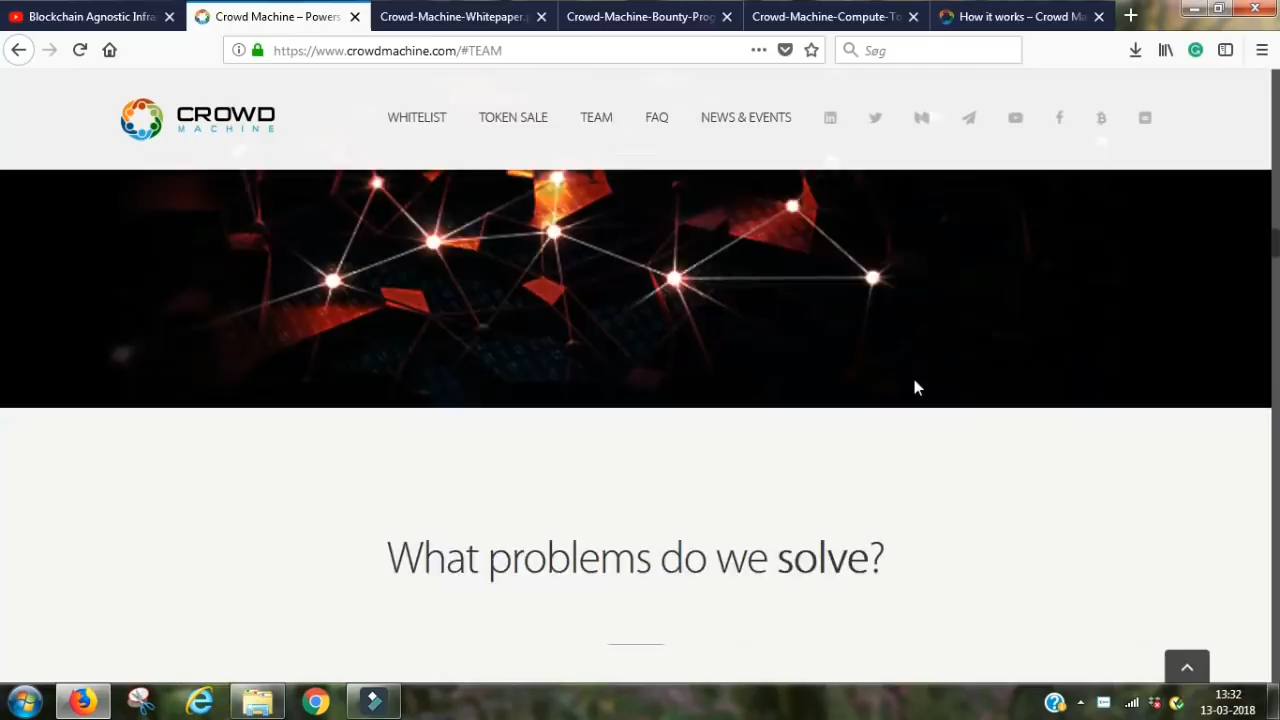 Blockchain Agnostic Infra
Crowd Machine – Powers
Crowd-Machine-Whitepaper.p
Crowd-Machine-Bounty-Prog
Crowd-Machine-Compute-To
How it works – Crowd Ma
https://www.crowdmachine.com/#TEAM
Søg
CROWD
MACHINE
WHITELIST
TOKEN SALE
TEAM
FAQ
NEWS & EVENTS
What problems do we solve?
13:32
13-03-2018